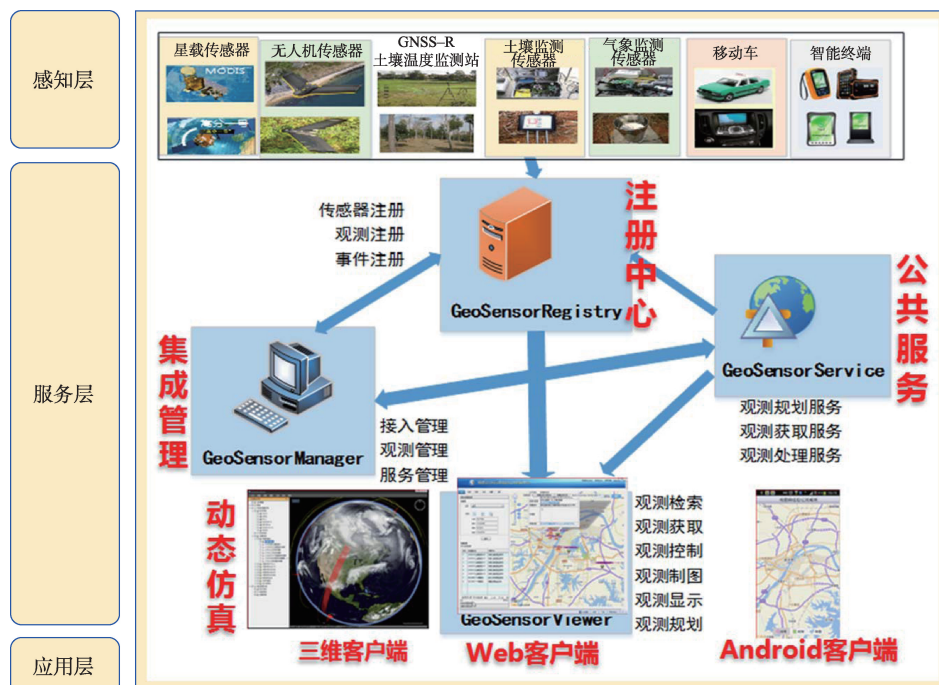 感知层
星载传感器
无人机传感器
GNSS-R
土壤温度监测站
土壤监测
传感器
气象监测
传感器
移动车
智能终端
MODIS
服务层
传感器注册
观测注册
事件注册
注册中心
GeoSensorRegistry
公共服务
GeoSensorService
观测规划服务
观测获取服务
观测处理服务
集成管理
GeoSensorManager
接入管理
观测管理
服务管理
动态仿真
三维客户端
GeoSensorViewer
Web客户端
观测检索
观测获取
观测控制
观测制图
观测显示
观测规划
Android客户端
应用层